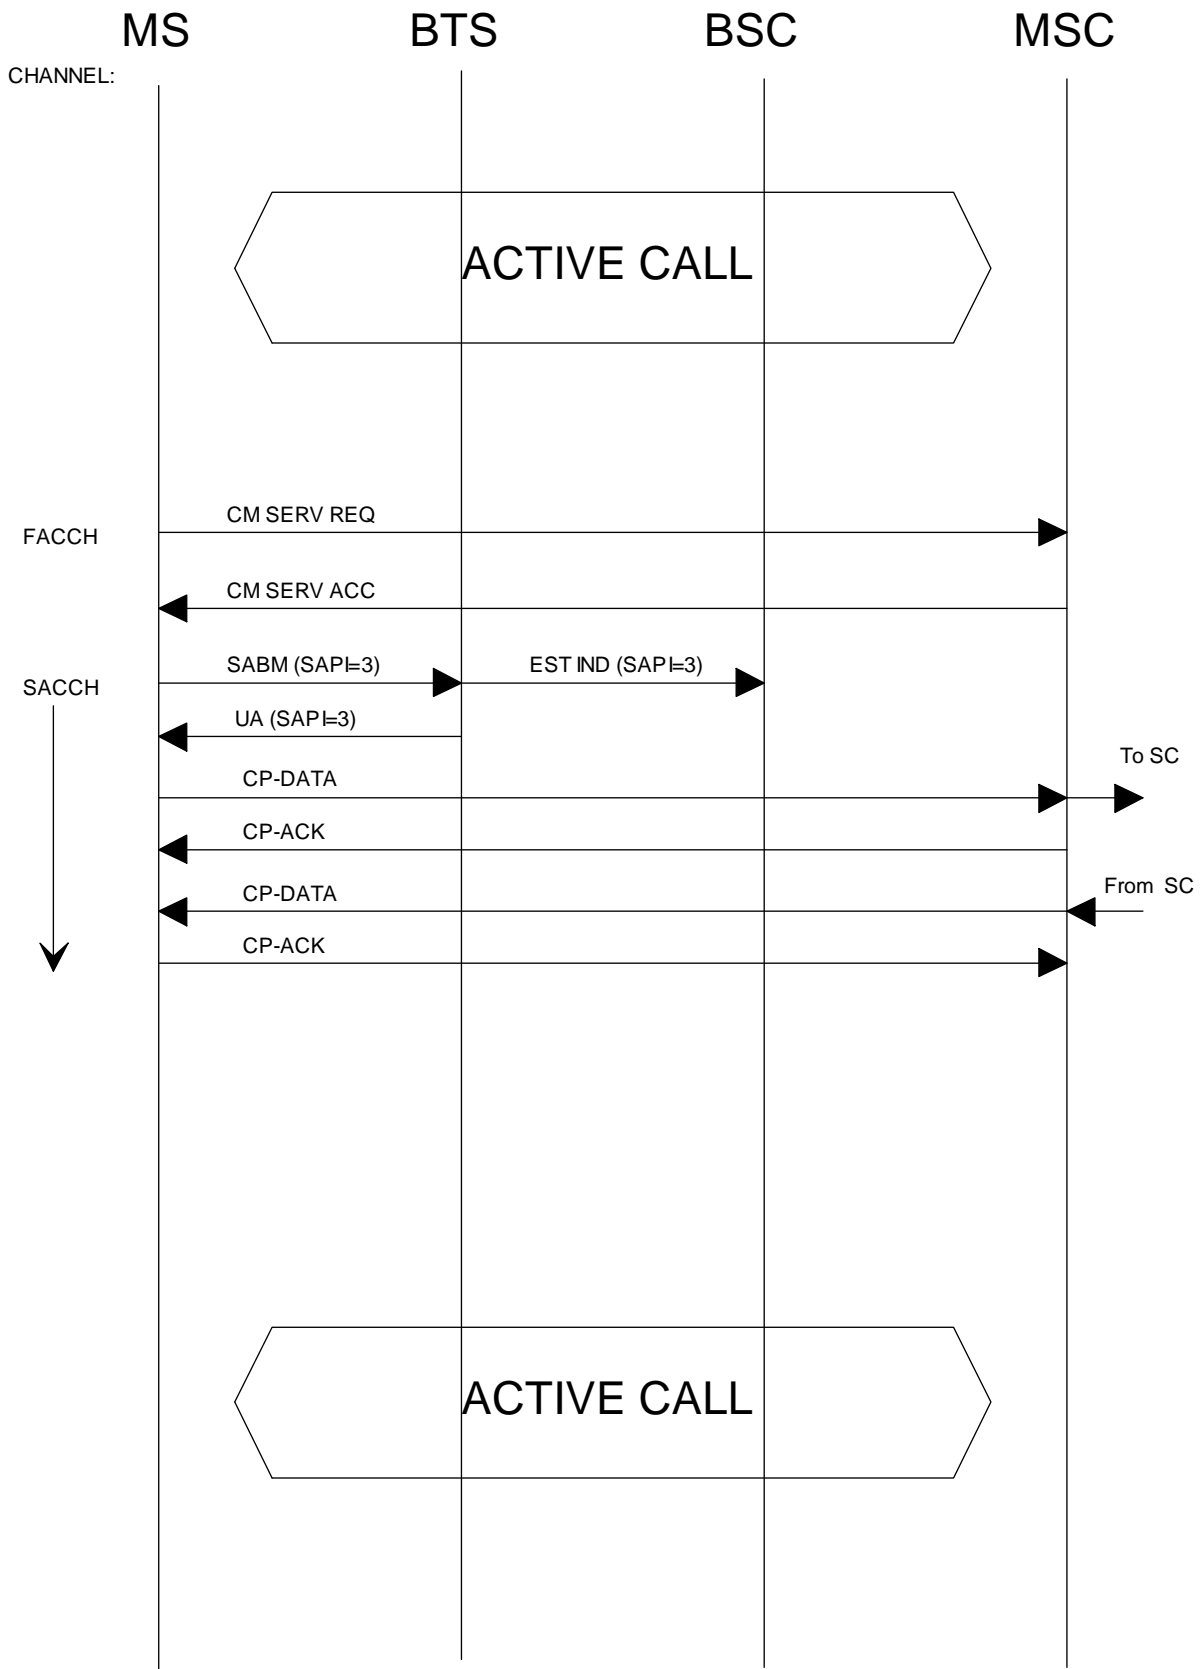 MS BTS BSC MSC
CHANNEL:
ACTIVE CALL
CM SERV REQ
FACCH
CM SERV ACC
SABM (SAPI=3) EST IND (SAPI=3)
SACCH
UA (SAPI=3)
To SC
CP-DATA
CP-ACK
From SC
CP-DATA
CP-ACK
ACTIVE CALL